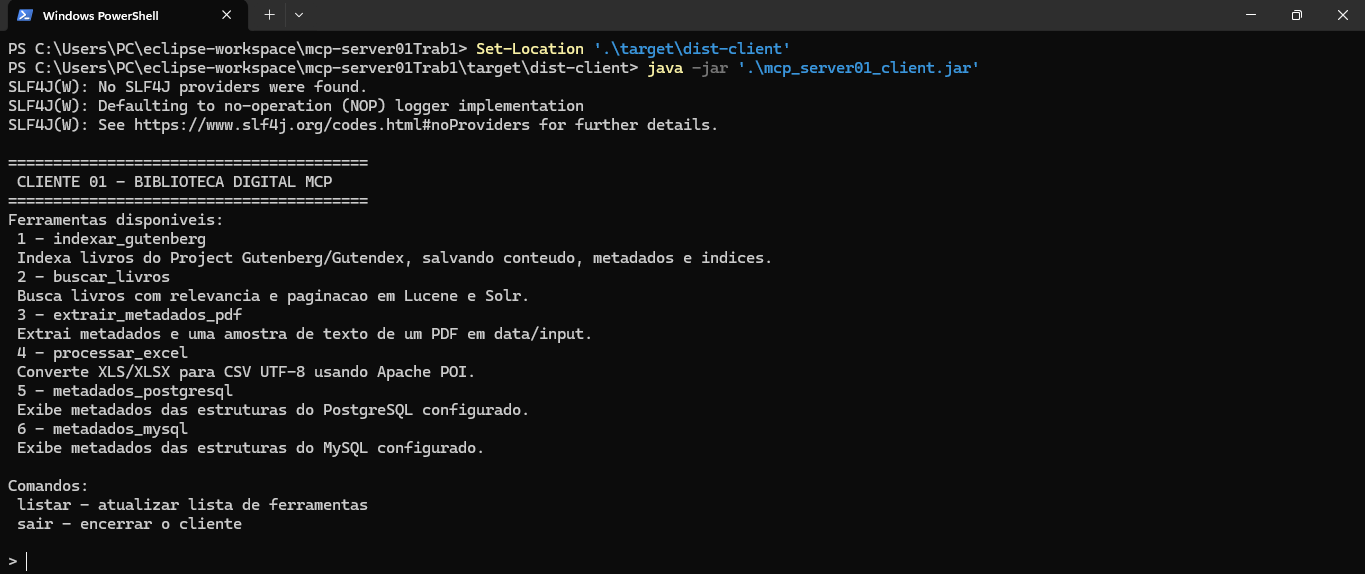 Windows PowerShell
PS C:\Users\PC\eclipse-workspace\mcp-server01Trab1> Set-Location '.\target\dist-client'
PS C:\Users\PC\eclipse-workspace\mcp-server01Trab1\target\dist-client> java -jar '.\mcp_server01_client.jar'
SLF4J(W): No SLF4J providers were found.
SLF4J(W): Defaulting to no-operation (NOP) logger implementation
SLF4J(W): See https://www.slf4j.org/codes.html#noProviders for further details.
========================================
CLIENTE 01 - BIBLIOTECA DIGITAL MCP
========================================
Ferramentas disponiveis:
1 - indexar_gutenberg
Indexa livros do Project Gutenberg/Gutendex, salvando conteudo, metadados e indices.
2 - buscar_livros
Busca livros com relevancia e paginacao em Lucene e Solr.
3 - extrair_metadados_pdf
Extrai metadados e uma amostra de texto de um PDF em data/input.
4 - processar_excel
Converte XLS/XLSX para CSV UTF-8 usando Apache POI.
5 - metadados_postgresql
Exibe metadados das estruturas do PostgreSQL configurado.
6 - metadados_mysql
Exibe metadados das estruturas do MySQL configurado.
Comandos:
listar - atualizar lista de ferramentas
sair - encerrar o cliente
>